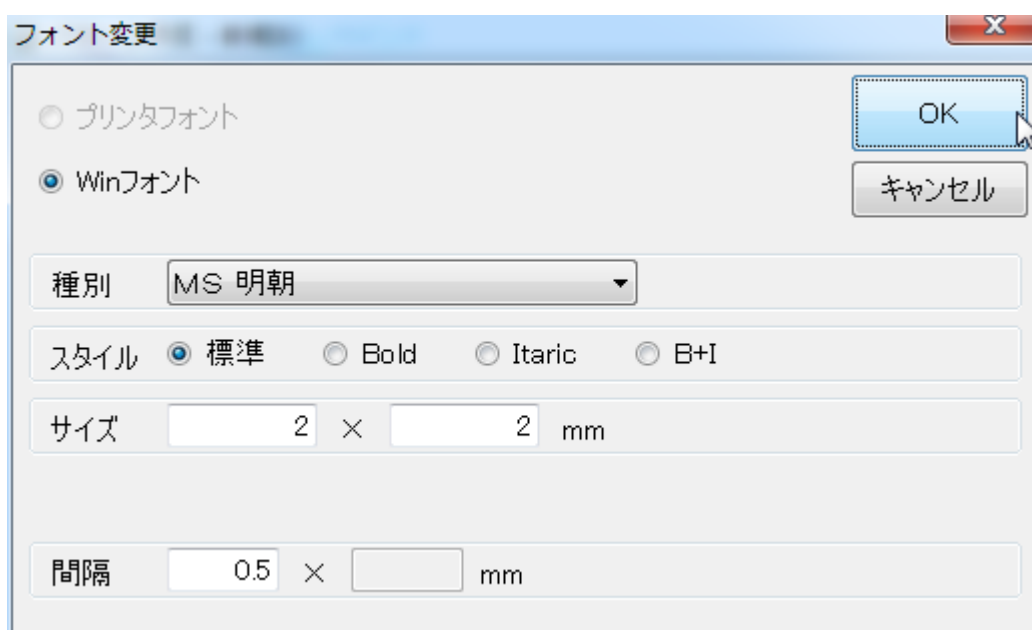 フォント変更
プリンタフォント
OK
Winフォント
キャンセル
種別 MS 明朝
スタイル 標準 Bold Itaric B+I
サイズ 2 × 2 mm
間隔 0.5 × mm